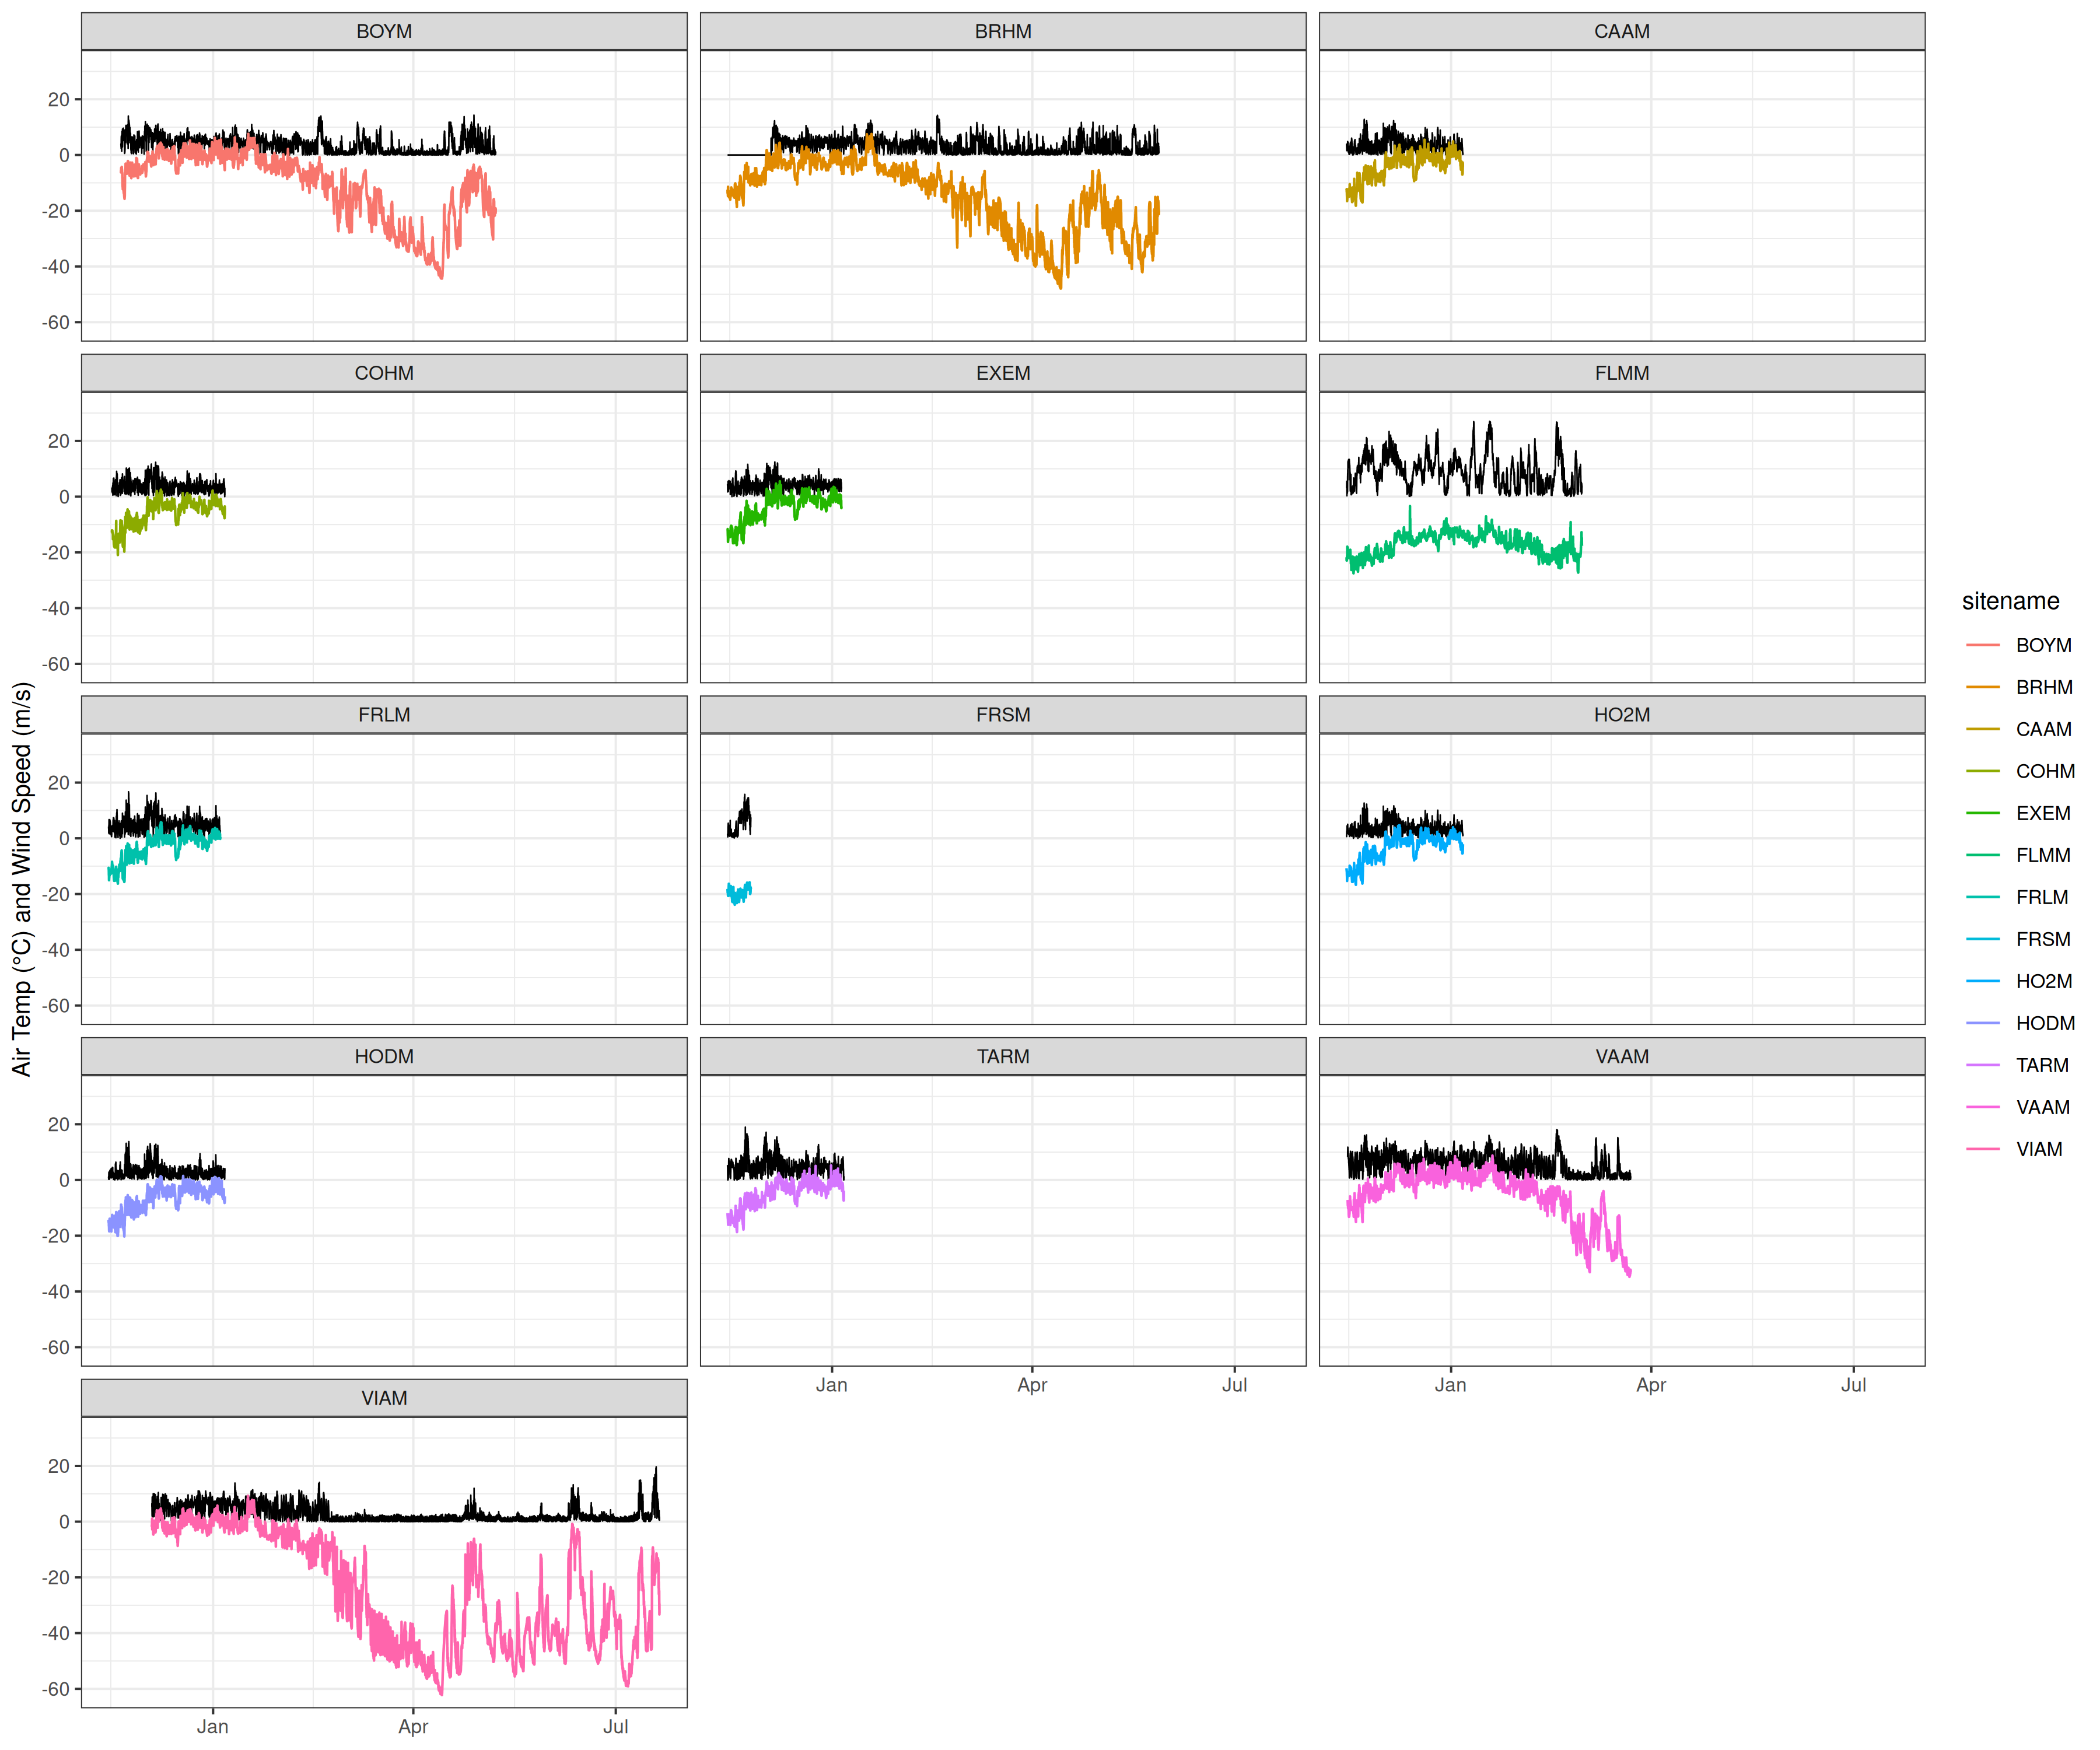 BOYM
BRHM
CAAM
20
0
-20
-40
-60
COHM
EXEM
FLMM
20
0
-20
-40
-60
FRLM
FRSM
HO2M
20
0
-20
-40
-60
HODM
TARM
VAAM
20
0
-20
-40
-60
Jan
Apr
Jul
Jan
Apr
Jul
VIAM
20
0
-20
-40
-60
Jan
Apr
Jul
Air Temp (°C) and Wind Speed (m/s)
sitename
BOYM
BRHM
CAAM
COHM
EXEM
FLMM
FRLM
FRSM
HO2M
HODM
TARM
VAAM
VIAM